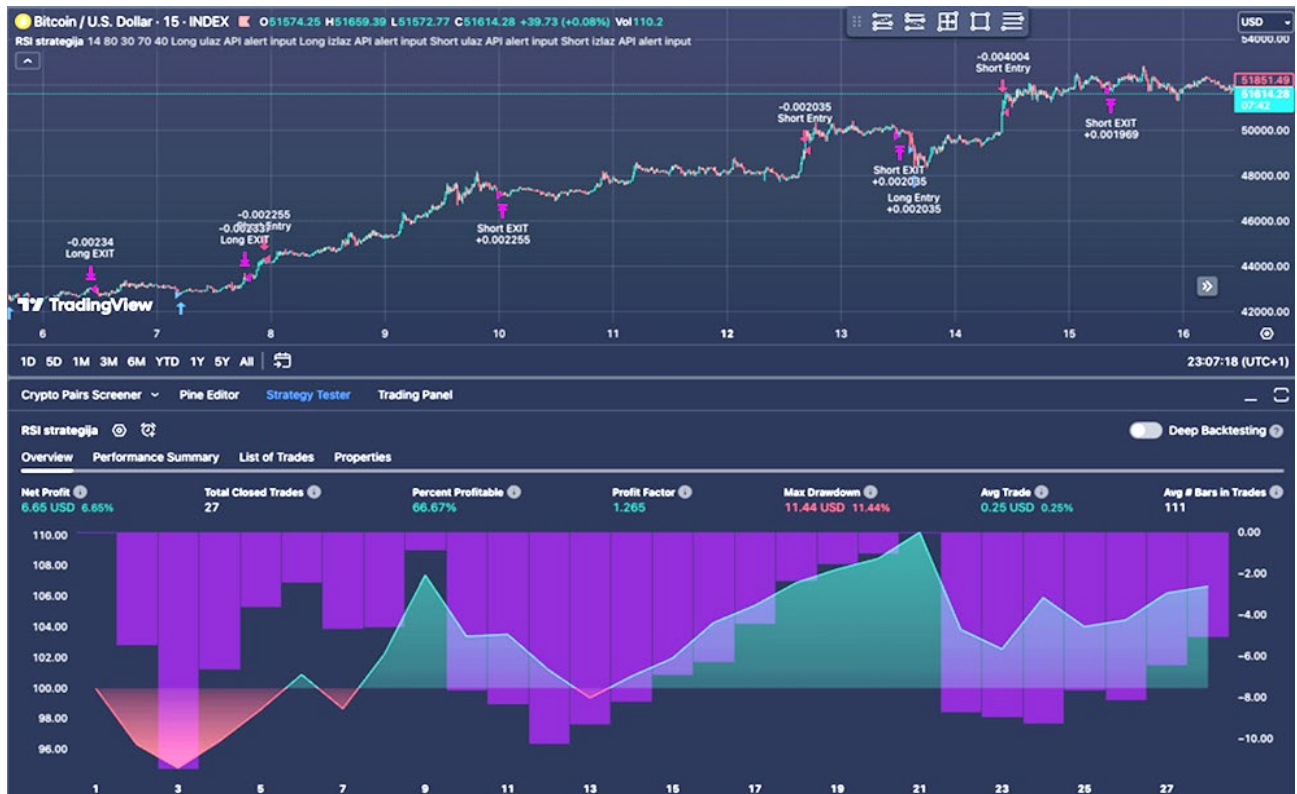 Bitcoin / U.S. Dollar · 15 · INDEX O51574.25 H51659.39 L51572.77 C51614.28 +39.73 (+0.08%) Vol110.2
USD
RSI strategija 14 80 30 70 40 Long ulaz API alert input Long izlaz API alert input Short ulaz API alert input Short izlaz API alert input
54000.00
-0.004004
Short Entry
51851.49
51614.28
07:42
-0.002035
Short Entry
Short EXIT
+0.001969
50000.00
Short EXIT
+0.002035
48000.00
Long Entry
+0.002035
-0.002255
Entry
-0.002337
Long EXIT
Short EXIT
+0.002255
46000.00
-0.00234
Long EXIT
44000.00
TradingView
42000.00
6 7 8 9 10 11 12 13 14 15 16
1D 5D 1M 3M 6M YTD 1Y 5Y All
23:07:18 (UTC+1)
Crypto Pairs Screener Pine Editor Strategy Tester Trading Panel
RSI strategija
Deep Backtesting
Overview Performance Summary List of Trades Properties
Net Profit Total Closed Trades Percent Profitable Profit Factor Max Drawdown Avg Trade Avg # Bars in Trades
6.65 USD 6.65% 27 66.67% 1.265 11.44 USD 11.44% 0.25 USD 0.25% 111
110.00 0.00
108.00
−2.00
106.00
104.00 −4.00
102.00
−6.00
100.00
−8.00
98.00
96.00 −10.00
1 3 5 7 9 11 13 15 17 19 21 23 25 27